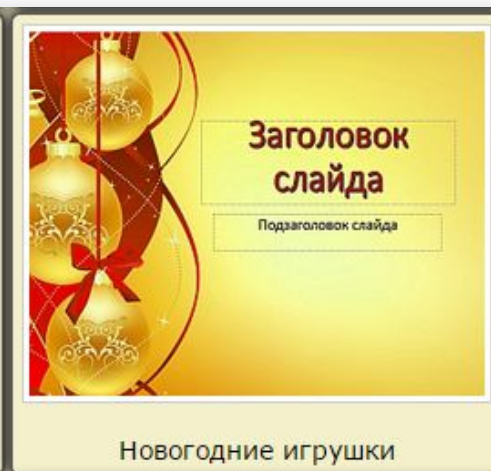 Заголовок
слайда
Подзаголовок слайда
Новогодние игрушки